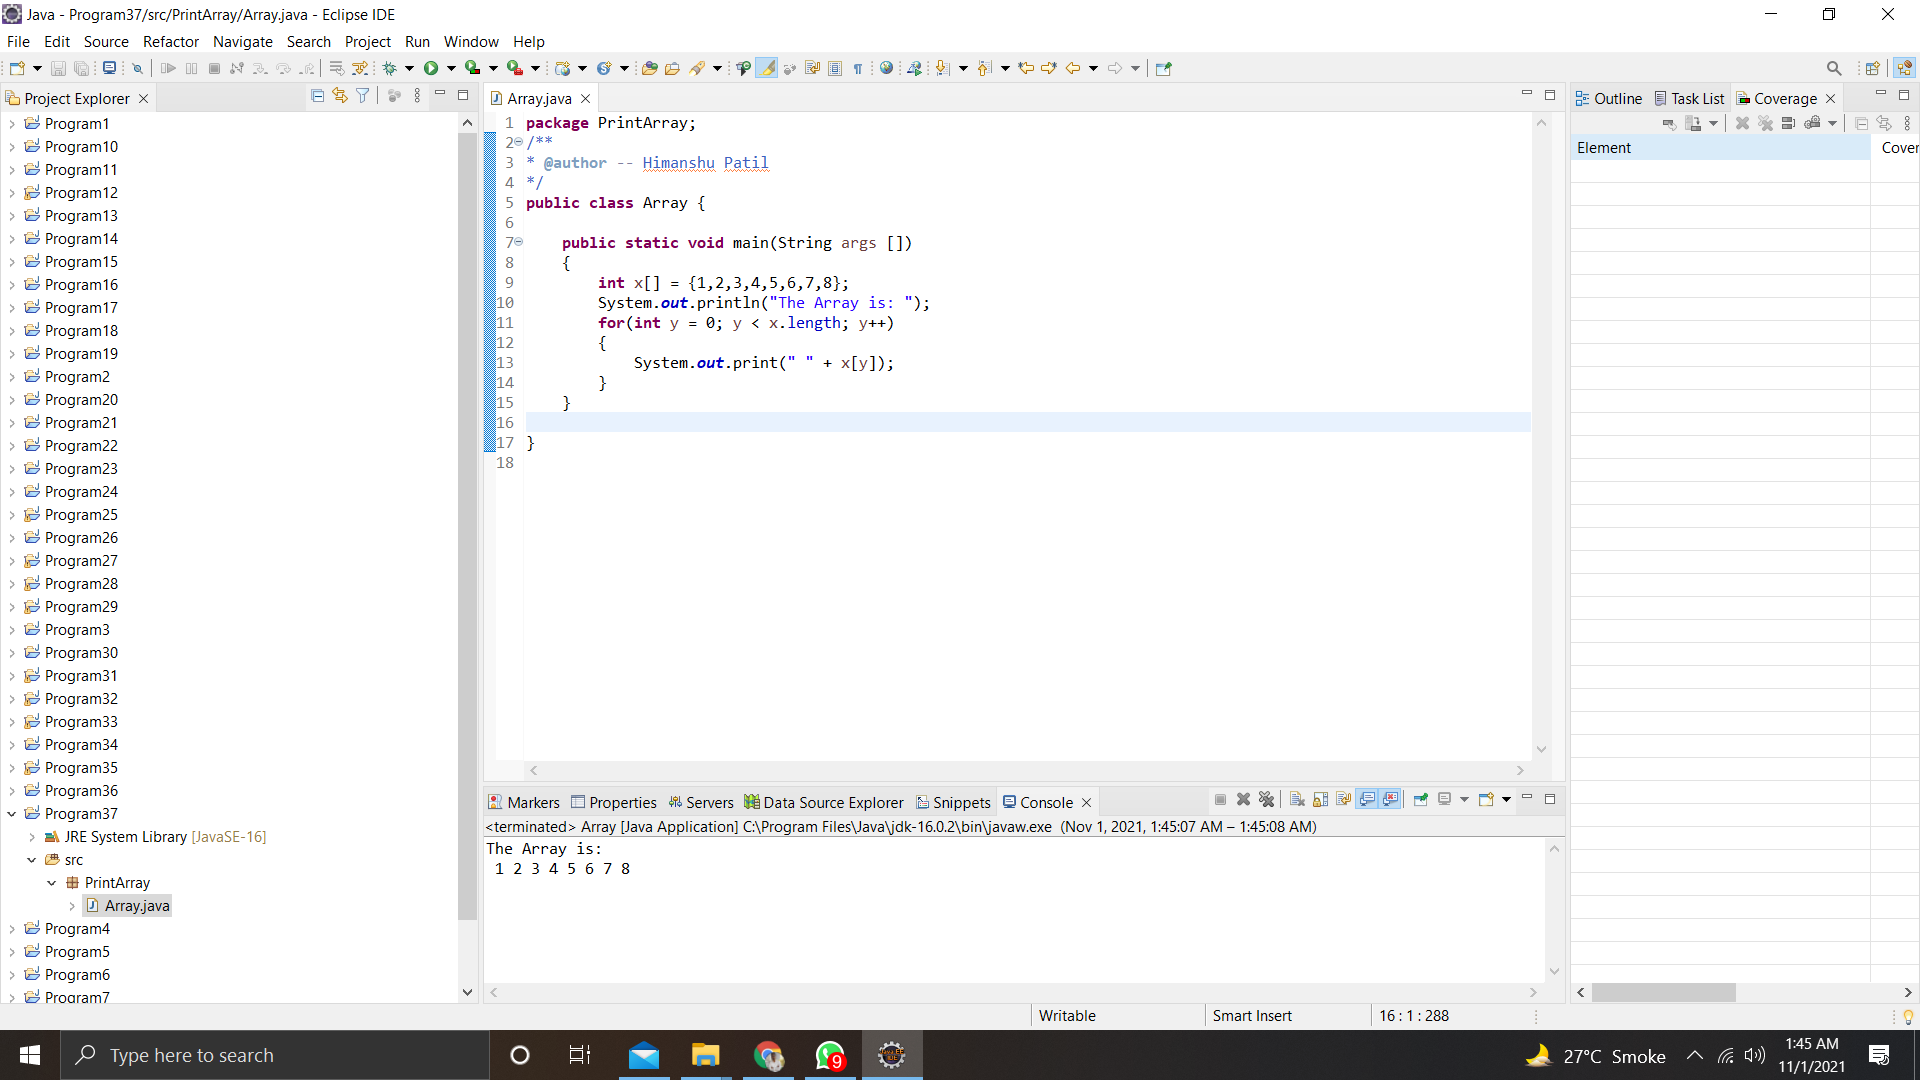 Java - Program37/src/PrintArray/Array.java - Eclipse IDE
File Edit Source Refactor Navigate Search Project Run Window Help
Project Explorer
Program1
Program10
Program11
Program12
Program13
Program14
Program15
Program16
Program17
Program18
Program19
Program2
Program20
Program21
Program22
Program23
Program24
Program25
Program26
Program27
Program28
Program29
Program3
Program30
Program31
Program32
Program33
Program34
Program35
Program36
Program37
JRE System Library [JavaSE-16]
src
PrintArray
Array.java
Program4
Program5
Program6
Program7
Array.java
1 package PrintArray;
2 /**
3 * @author -- Himanshu Patil
4 */
5 public class Array {
6
7 public static void main(String args [])
8 {
9 int x[] = {1,2,3,4,5,6,7,8};
10 System.out.println("The Array is: ");
11 for(int y = 0; y < x.length; y++)
12 {
13 System.out.print(" " + x[y]);
14 }
15 }
16
17 }
18
Outline Task List Coverage
Element Cover
Markers Properties Servers Data Source Explorer Snippets Console
<terminated> Array [Java Application] C:\Program Files\Java\jdk-16.0.2\bin\javaw.exe (Nov 1, 2021, 1:45:07 AM – 1:45:08 AM)
The Array is:
1 2 3 4 5 6 7 8
Writable Smart Insert 16 : 1 : 288
Type here to search
9
27°C Smoke
1:45 AM
11/1/2021